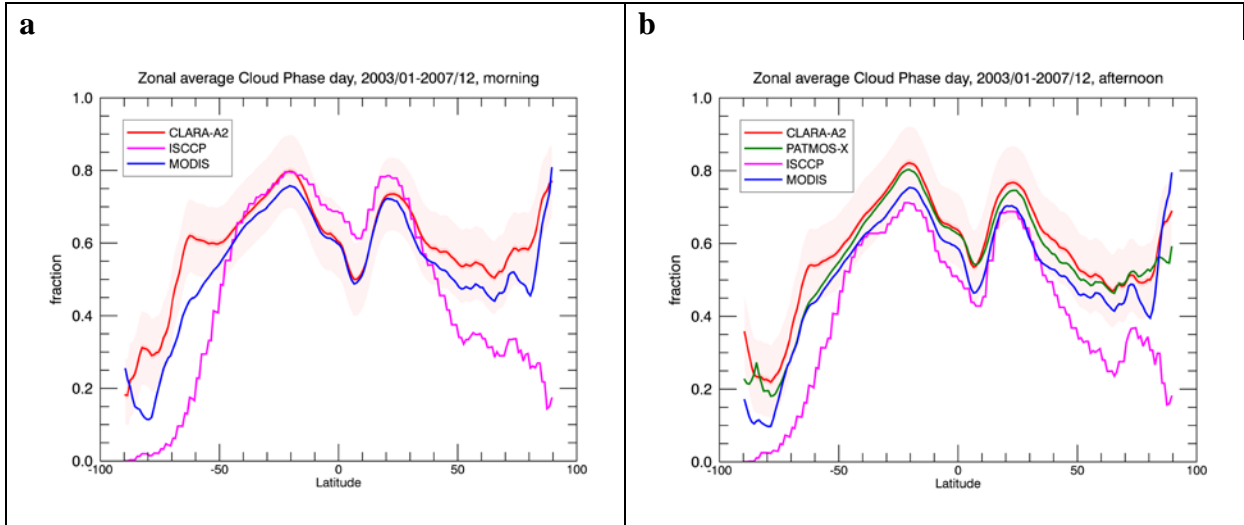 a
Zonal average Cloud Phase day, 2003/01-2007/12, morning
1.0
CLARA-A2
ISCCP
MODIS
0.8
0.6
fraction
0.4
0.2
0.0
-100
-50
0
50
100
Latitude
b
Zonal average Cloud Phase day, 2003/01-2007/12, afternoon
1.0
CLARA-A2
PATMOS-X
ISCCP
MODIS
0.8
0.6
fraction
0.4
0.2
0.0
-100
-50
0
50
100
Latitude